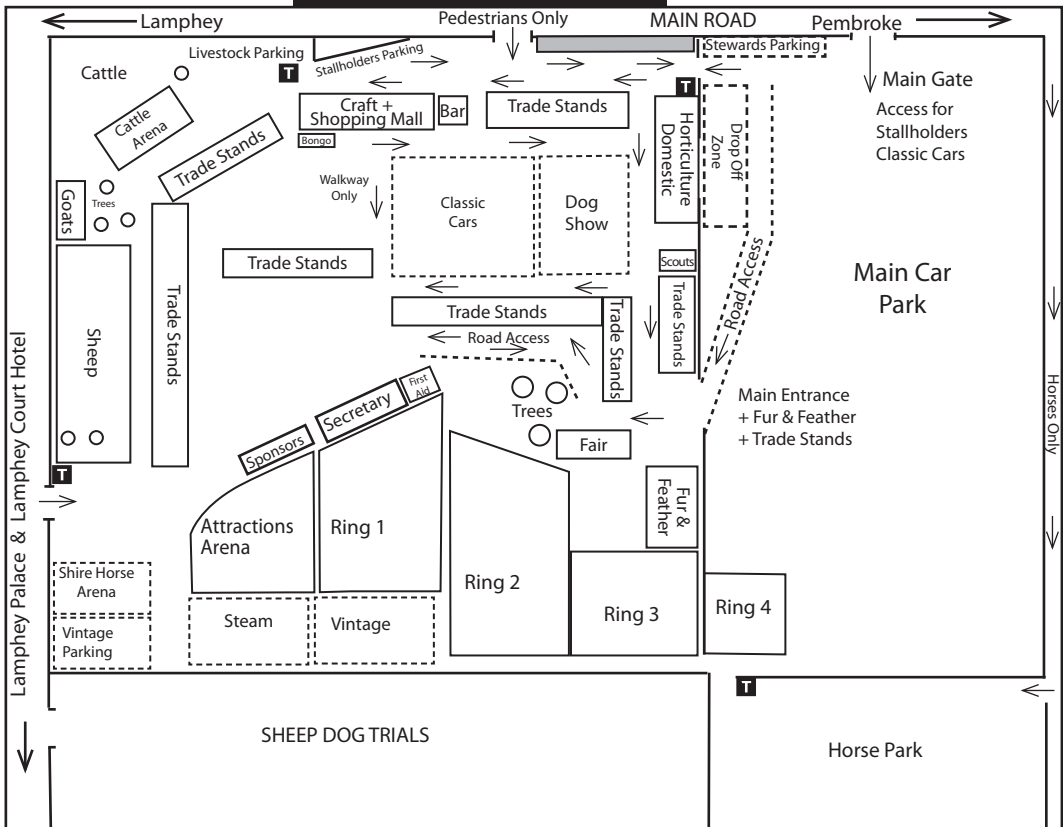 Lamphey
Pedestrians Only
MAIN ROAD
Pembroke
Livestock Parking
Stallholders Parking
Stewards Parking
Cattle
T
T
Main Gate
Access for
Stallholders
Classic Cars
Craft +
Shopping Mall
Bar
Trade Stands
Horticulture
Domestic
Drop Off
Zone
Cattle
Arena
Trade Stands
Bongo
Walkway
Only
Classic
Cars
Dog
Show
Goats
Trees
Trade Stands
Scouts
Main Car
Park
Road Access
Sheep
Trade Stands
Trade Stands
Trade Stands
Trade Stands
Road Access
Horses Only
Lamphey Palace & Lamphey Court Hotel
First
Aid
Secretary
Sponsors
Trees
Fair
Main Entrance
+ Fur & Feather
+ Trade Stands
T
Fur &
Feather
Attractions
Arena
Ring 1
Ring 2
Ring 3
Ring 4
Shire Horse
Arena
Vintage
Parking
Steam
Vintage
T
SHEEP DOG TRIALS
Horse Park